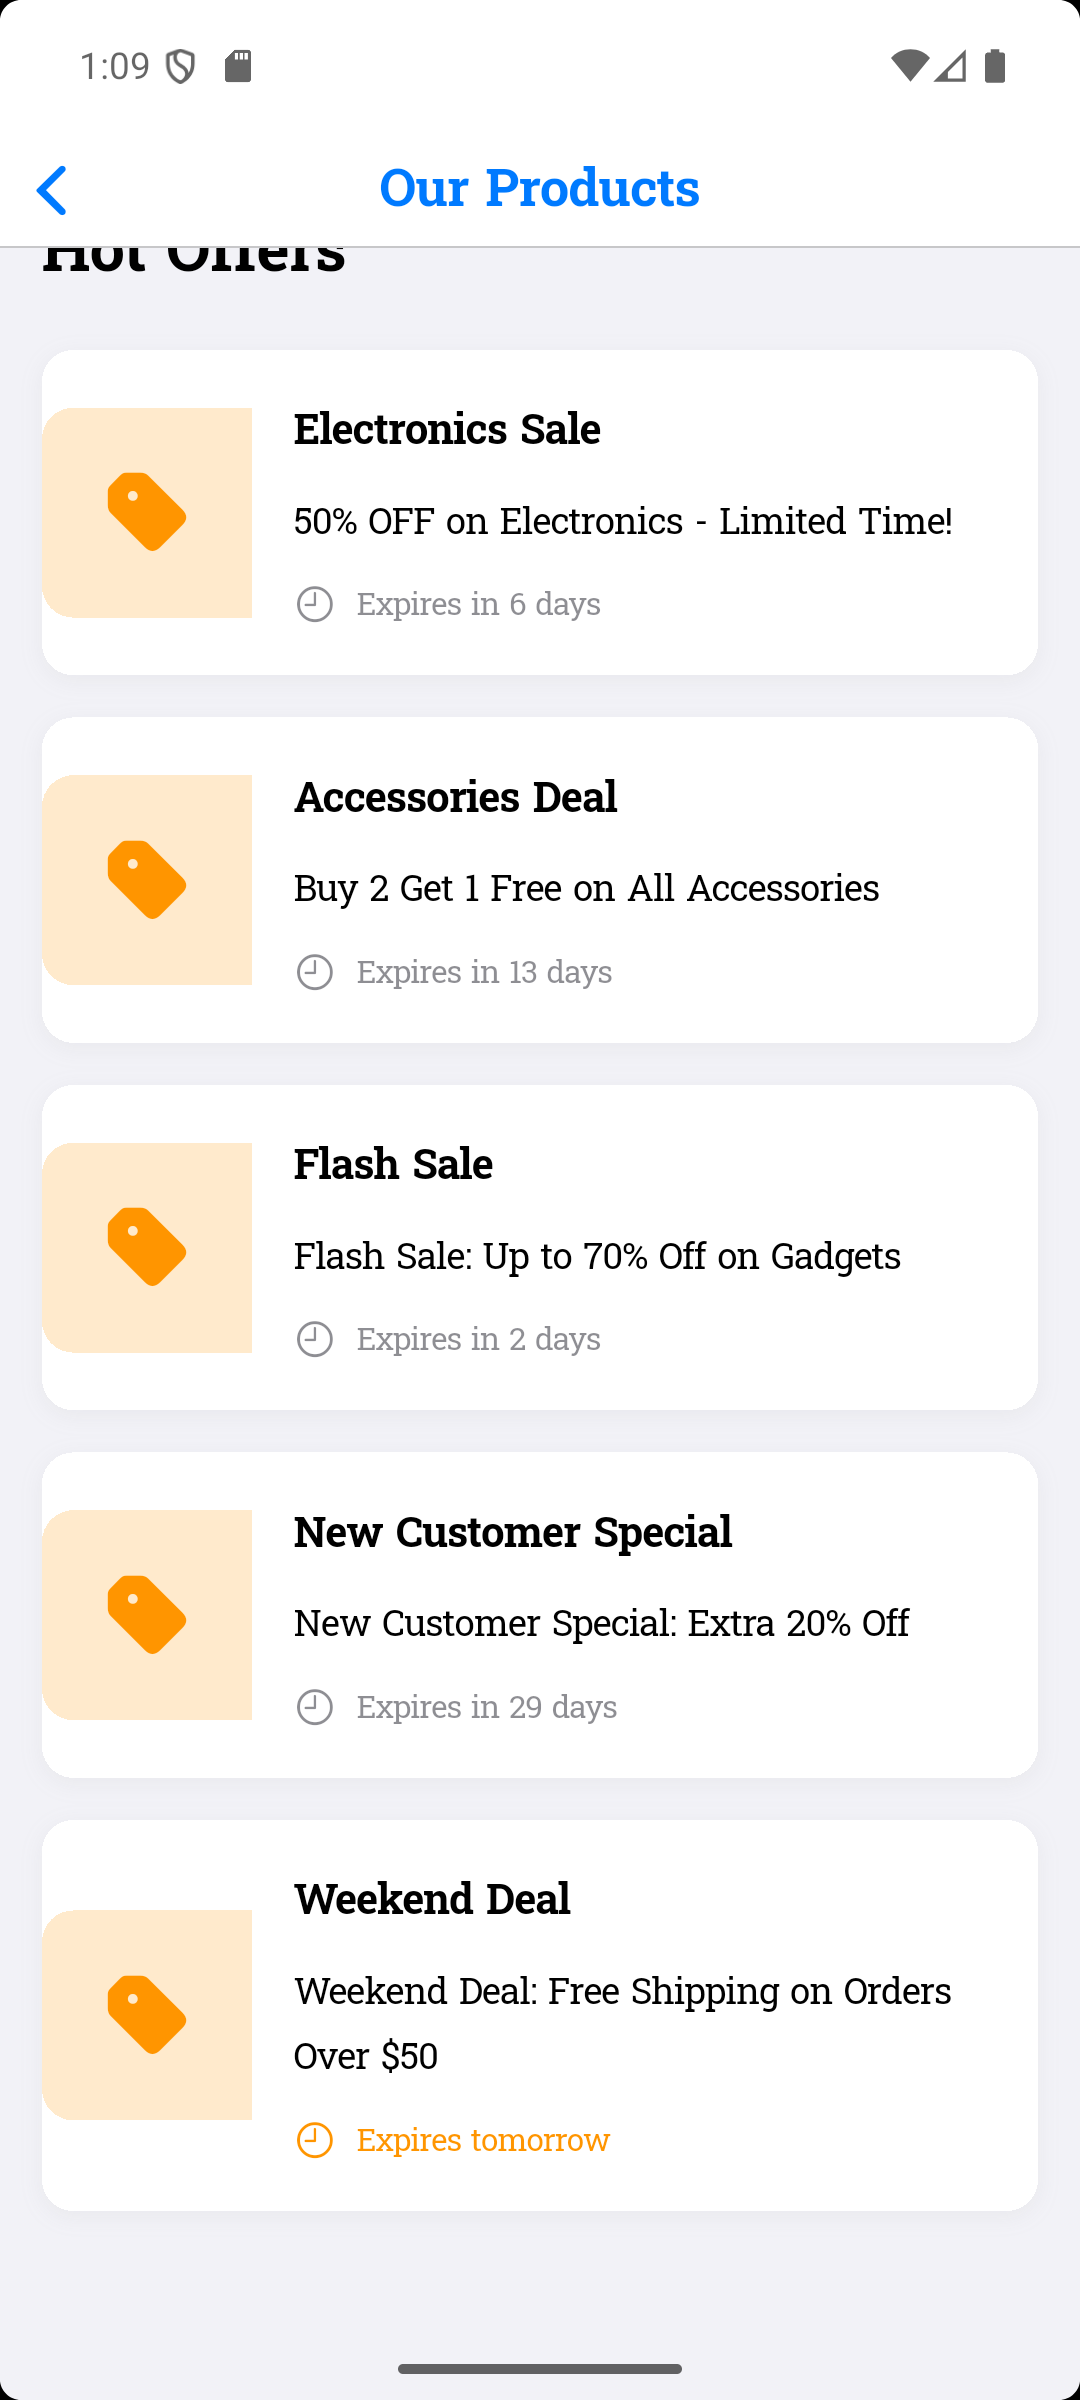 1:09
Our Products
Hot Offers
Electronics Sale
50% OFF on Electronics - Limited Time!
Expires in 6 days
Accessories Deal
Buy 2 Get 1 Free on All Accessories
Expires in 13 days
Flash Sale
Flash Sale: Up to 70% Off on Gadgets
Expires in 2 days
New Customer Special
New Customer Special: Extra 20% Off
Expires in 29 days
Weekend Deal
Weekend Deal: Free Shipping on Orders
Over $50
Expires tomorrow